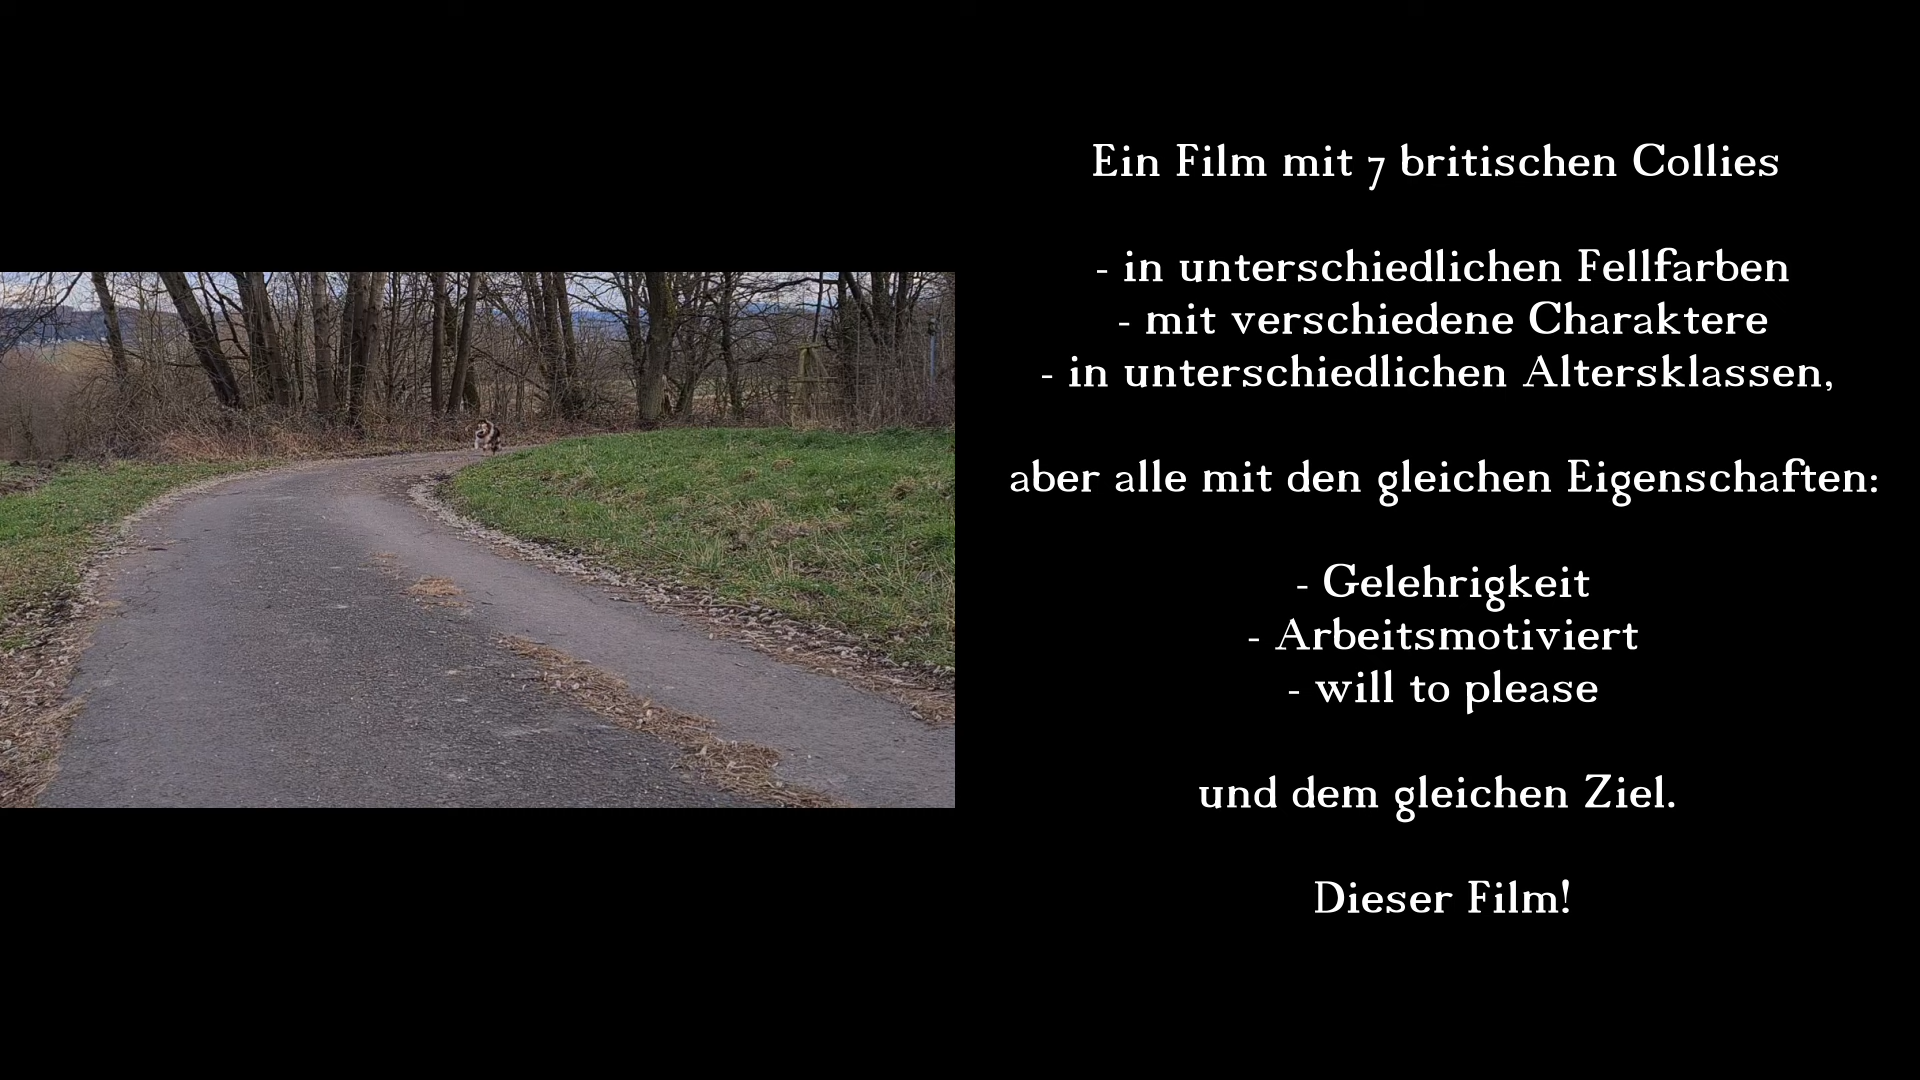 Ein Film mit 7 britischen Collies
- in unterschiedlichen Fellfarben
- mit verschiedene Charaktere
- in unterschiedlichen Altersklassen,
aber alle mit den gleichen Eigenschaften:
- Gelehrigkeit
- Arbeitsmotiviert
- will to please
und dem gleichen Ziel.
Dieser Film!